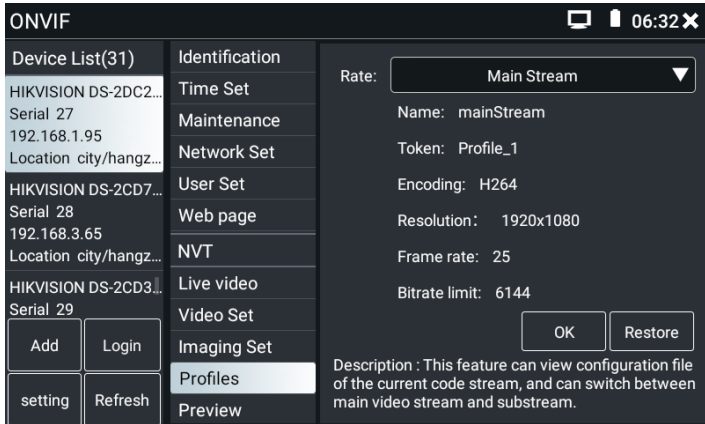 ONVIF
06:32
Device List(31)
HIKVISION DS-2DC2...
Serial 27
192.168.1.95
Location city/hangz...
HIKVISION DS-2CD7...
Serial 28
192.168.3.65
Location city/hangz...
HIKVISION DS-2CD3...
Serial 29
Add
Login
setting
Refresh
Identification
Time Set
Maintenance
Network Set
User Set
Web page
NVT
Live video
Video Set
Imaging Set
Profiles
Preview
Rate: Main Stream
Name: mainStream
Token: Profile_1
Encoding: H264
Resolution: 1920x1080
Frame rate: 25
Bitrate limit: 6144
OK
Restore
Description : This feature can view configuration file
of the current code stream, and can switch between
main video stream and substream.